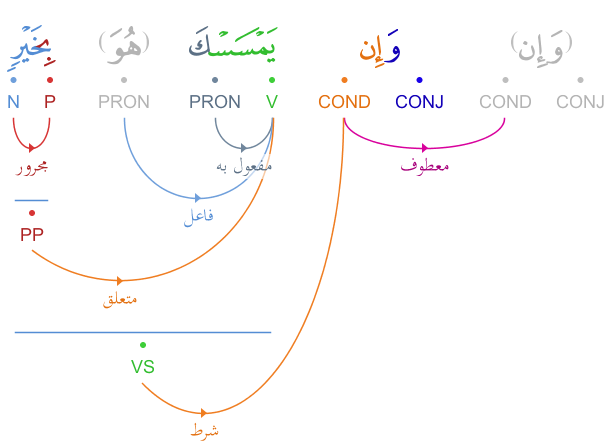 (وَإِن) وَإِن يَمْسَسْكَ (هُوَ) بِخَيْرٍ
CONJ COND CONJ COND V PRON PRON P N
معطوف مفعول به مجرور
فاعل
PP
متعلق
VS
شرط